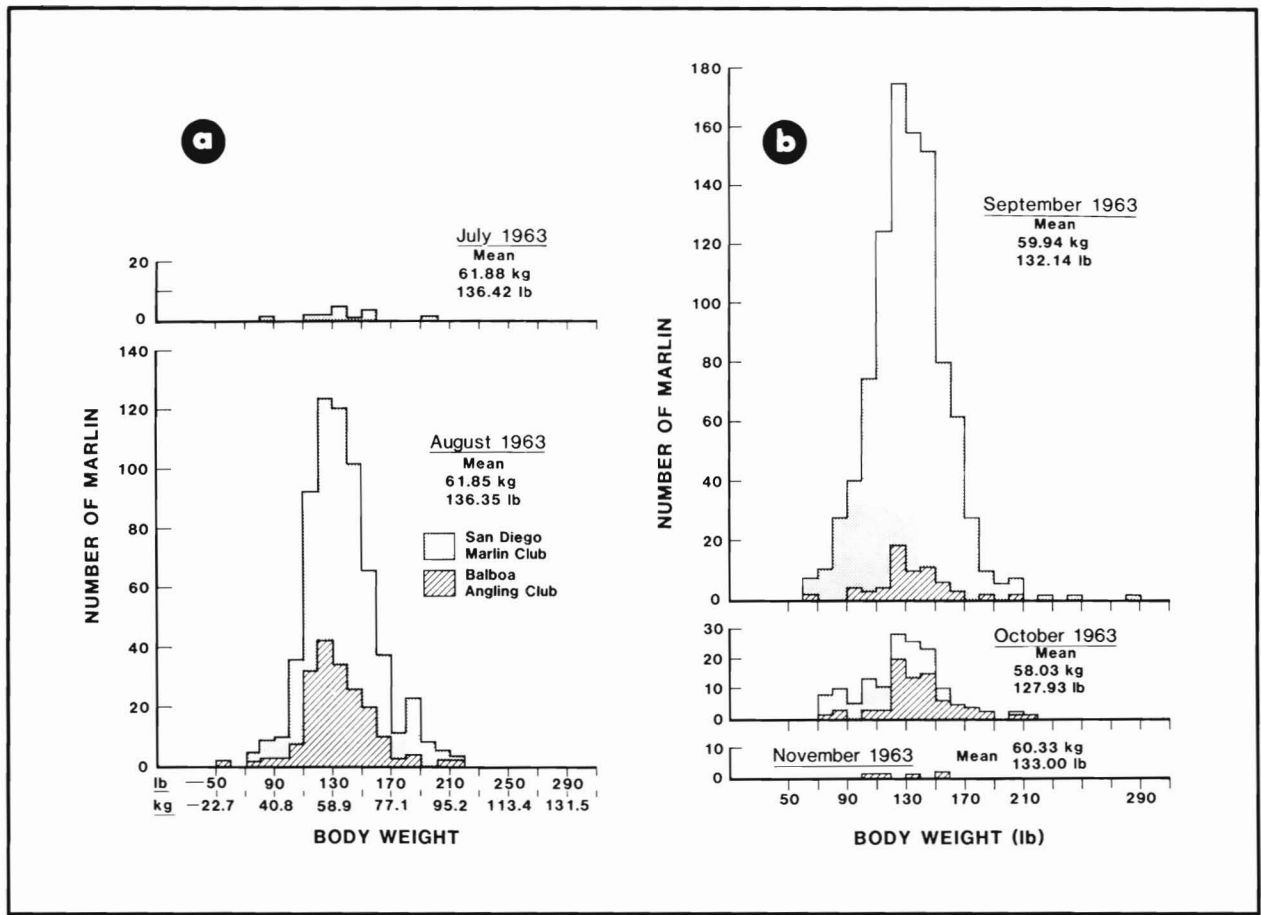 a
July 1963
Mean
61.88 kg
136.42 lb
20
0
NUMBER OF MARLIN
140
120
100
80
60
40
20
0
August 1963
Mean
61.85 kg
136.35 lb
San Diego
Marlin Club
Balboa
Angling Club
lb —50 90 130 170 210 250 290
kg —22.7 40.8 58.9 77.1 95.2 113.4 131.5
BODY WEIGHT
b
NUMBER OF MARLIN
180
160
140
120
100
80
60
40
20
0
September 1963
Mean
59.94 kg
132.14 lb
30
20
10
0
October 1963
Mean
58.03 kg
127.93 lb
10
0
November 1963
Mean 60.33 kg
133.00 lb
50 90 130 170 210 290
BODY WEIGHT (lb)